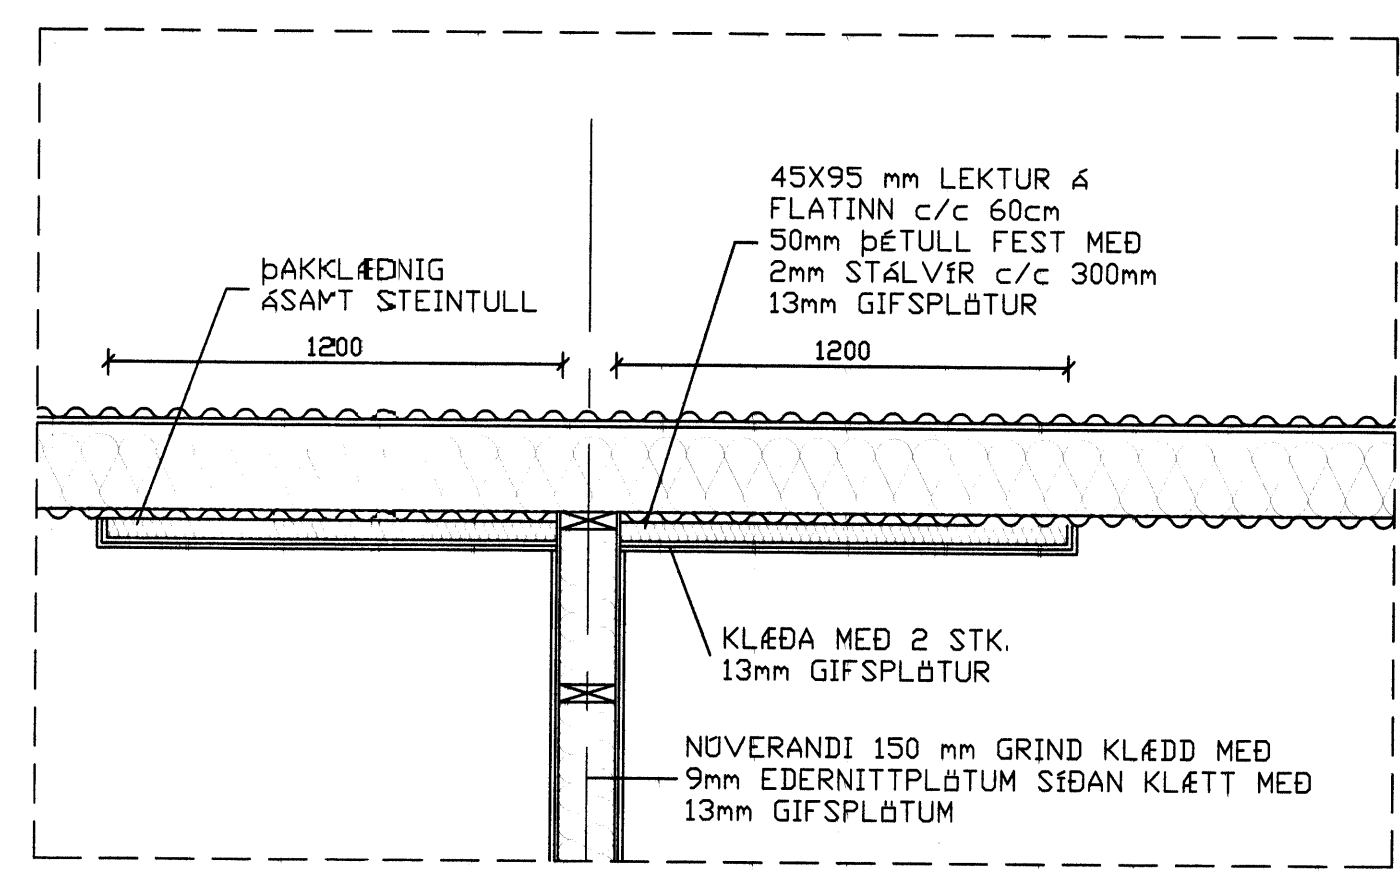 45X95 mm LEKTUR Á
FLATINN c/c 60cm
50mm ÞÉTULL FEST MEÐ
2mm STÁLVÍR c/c 300mm
13mm GIFSPLÖTUR
ÞAKKLÆÐNIG
ÁSAMT STEINTULL
1200
1200
KLÆÐA MEÐ 2 STK.
13mm GIFSPLÖTUR
NÚVERANDI 150 mm GRIND KLÆDD MEÐ
9mm EDERNITTPLÖTUM SÍÐAN KLÆTT MEÐ
13mm GIFSPLÖTUM